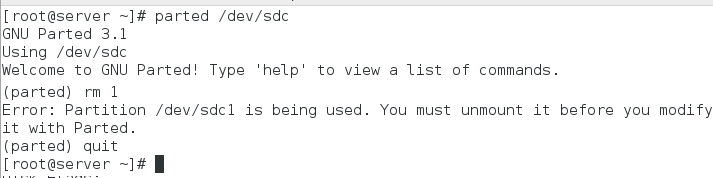 [root@server ~]# parted /dev/sdc
GNU Parted 3.1
Using /dev/sdc
Welcome to GNU Parted! Type 'help' to view a list of commands.
(parted) rm 1
Error: Partition /dev/sdc1 is being used. You must unmount it before you modify
it with Parted.
(parted) quit
[root@server ~]#